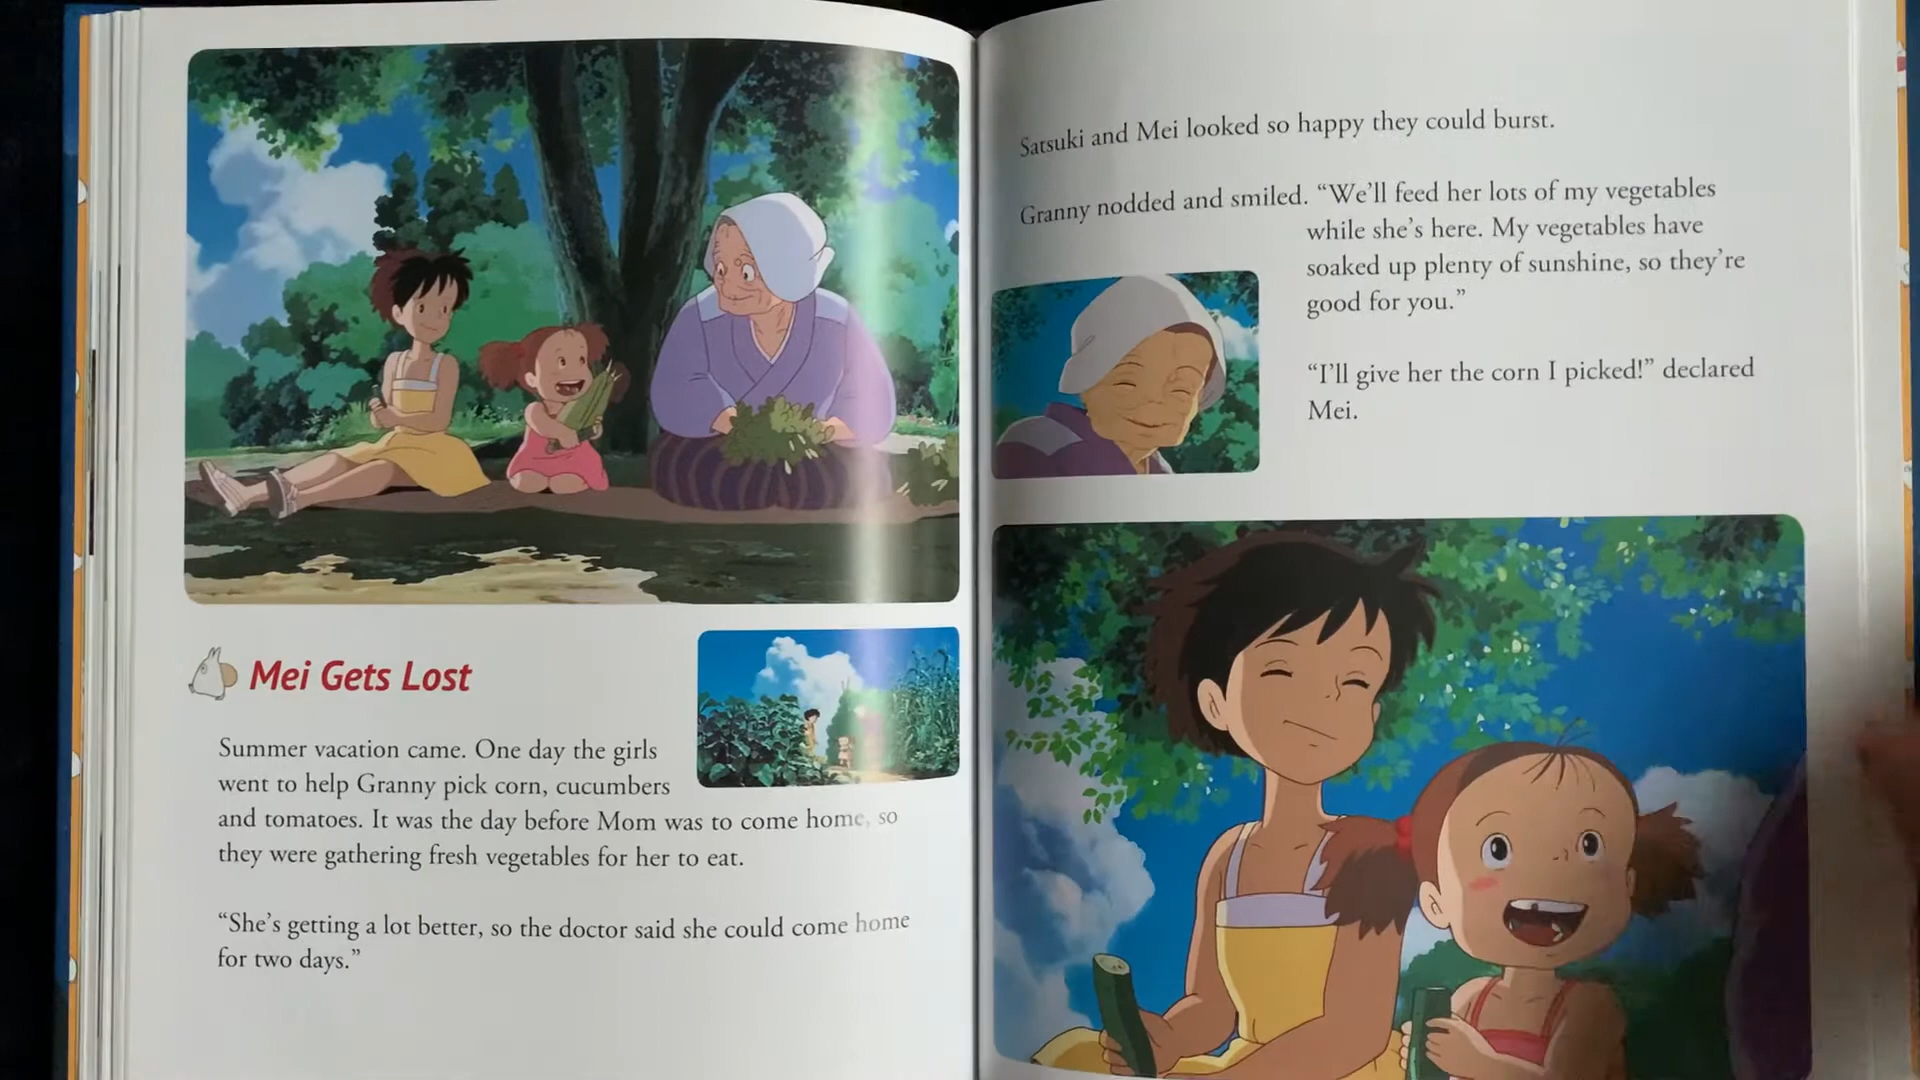 Mei Gets Lost
Summer vacation came. One day the girls
went to help Granny pick corn, cucumbers
and tomatoes. It was the day before Mom was to come home, so
they were gathering fresh vegetables for her to eat.
“She’s getting a lot better, so the doctor said she could come home
for two days.”
Satsuki and Mei looked so happy they could burst.
Granny nodded and smiled. “We’ll feed her lots of my vegetables
while she’s here. My vegetables have
soaked up plenty of sunshine, so they’re
good for you.”
“I’ll give her the corn I picked!” declared
Mei.